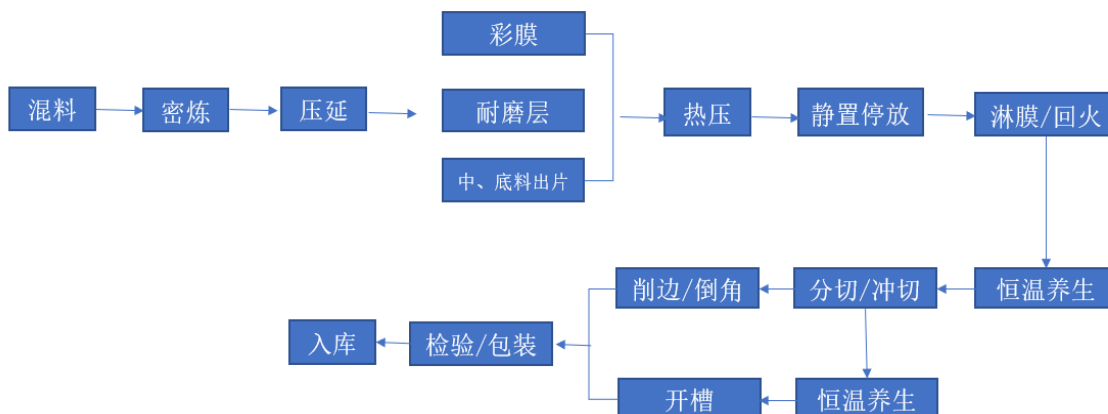 混料
密炼
压延
彩膜
耐磨层
中、底料出片
热压
静置停放
淋膜/回火
恒温养生
分切/冲切
削边/倒角
恒温养生
开槽
检验/包装
入库